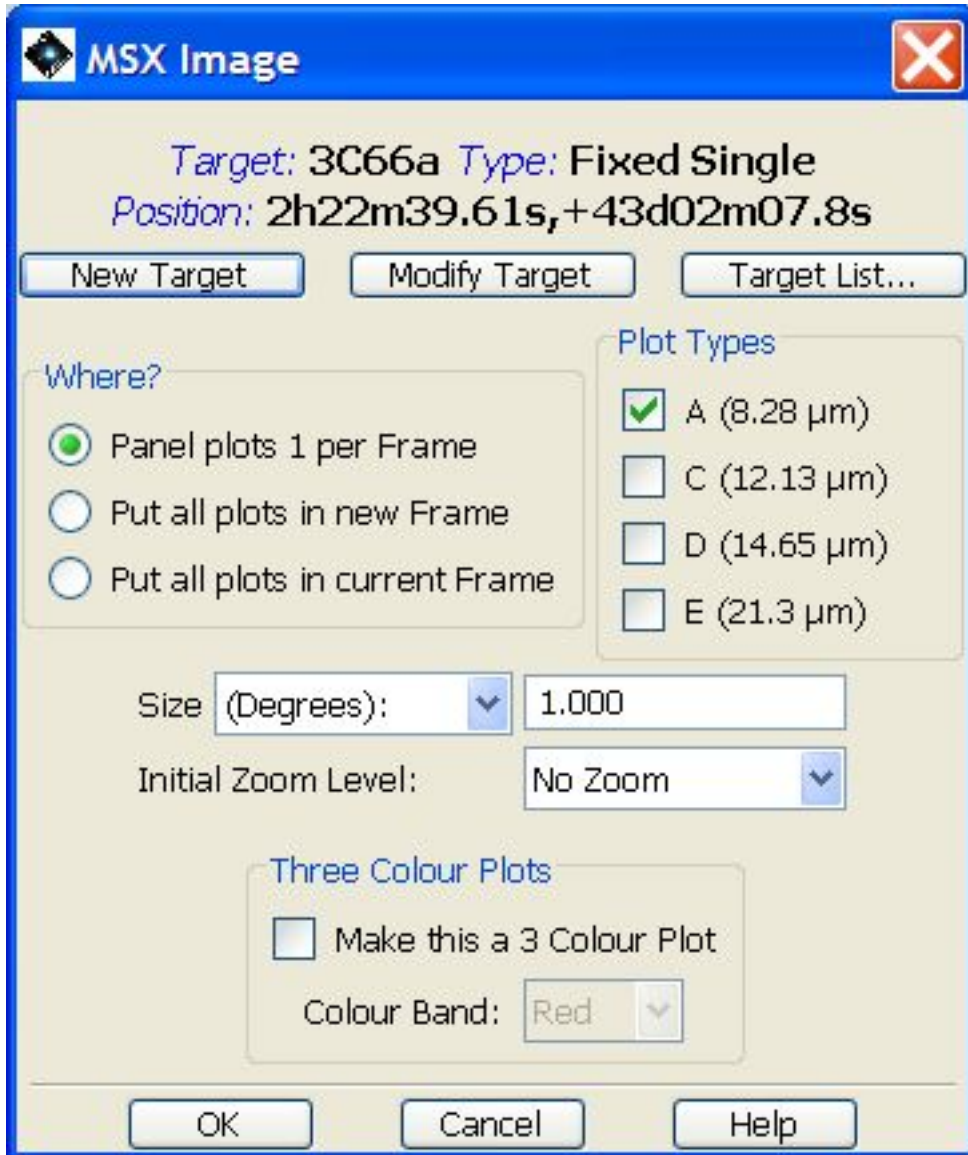 MSX Image
Target: 3C66a Type: Fixed Single
Position: 2h22m39.61s,+43d02m07.8s
New Target Modify Target Target List...
Where?
Panel plots 1 per Frame
Put all plots in new Frame
Put all plots in current Frame
Plot Types
A (8.28 µm)
C (12.13 µm)
D (14.65 µm)
E (21.3 µm)
Size (Degrees): 1.000
Initial Zoom Level: No Zoom
Three Colour Plots
Make this a 3 Colour Plot
Colour Band: Red
OK Cancel Help